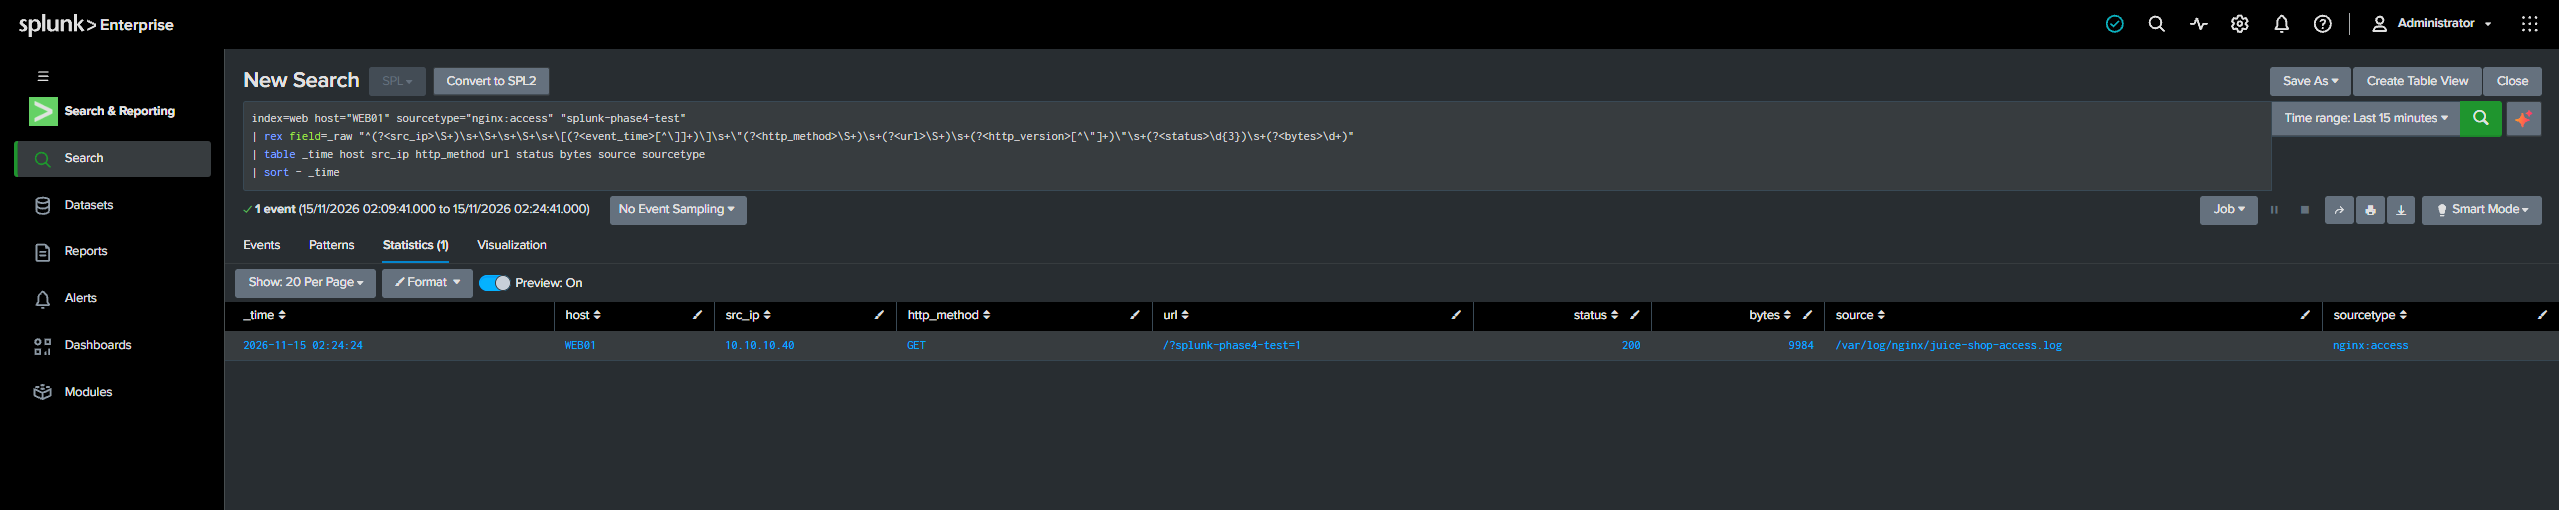 splunk> Enterprise
Administrator
Search & Reporting
Search
Datasets
Reports
Alerts
Dashboards
Modules
New Search SPL Convert to SPL2 Save As Create Table View Close
index=web host="WEB01" sourcetype="nginx:access" "splunk-phase4-test"
| rex field=_raw "^(?<src_ip>\S+)\s+\S+\s+\S+\s+\[(?<event_time>[^\]]+)\]\s+\"(?<http_method>\S+)\s+(?<url>\S+)\s+(?<http_version>[^\"]+)\"\s+(?<status>\d{3})\s+(?<bytes>\d+)"
| table _time host src_ip http_method url status bytes source sourcetype
| sort - _time
Time range: Last 15 minutes
1 event (15/11/2026 02:09:41.000 to 15/11/2026 02:24:41.000) No Event Sampling Job Smart Mode
Events Patterns Statistics (1) Visualization
Show: 20 Per Page Format Preview: On
_time host src_ip http_method url status bytes source sourcetype
2026-11-15 02:24:24 WEB01 10.10.10.40 GET /?splunk-phase4-test=1 200 9984 /var/log/nginx/juice-shop-access.log nginx:access